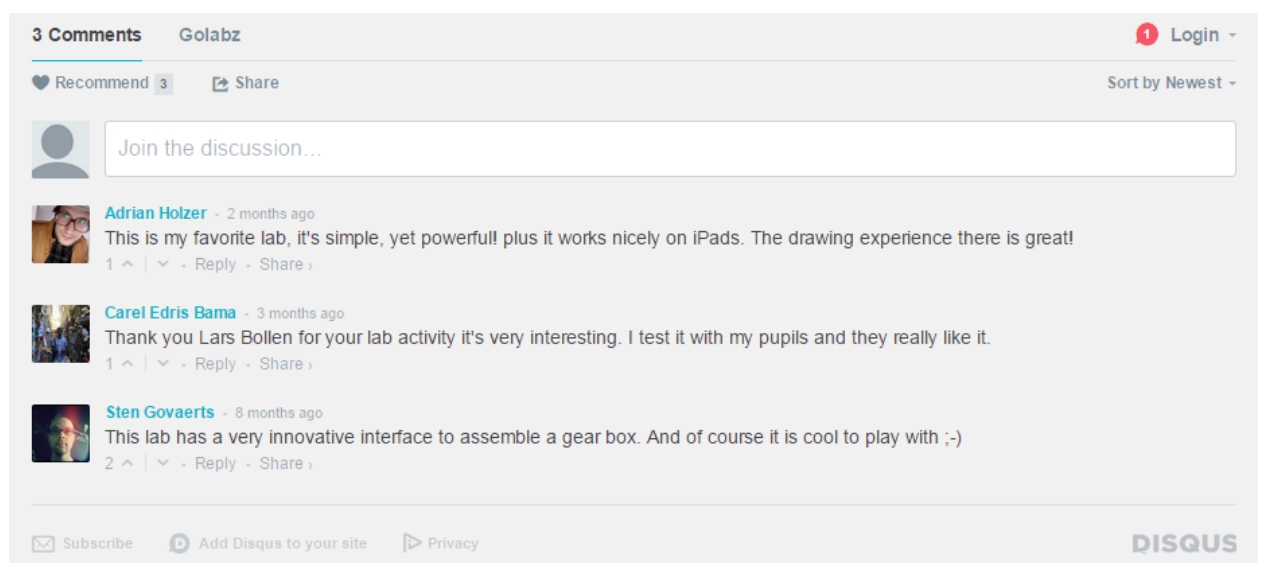 3 Comments Golabz 1 Login
Recommend 3 Share Sort by Newest
Join the discussion...
Adrian Holzer • 2 months ago
This is my favorite lab, it's simple, yet powerful! plus it works nicely on iPads. The drawing experience there is great!
1 • Reply • Share ›
Carel Edris Bama • 3 months ago
Thank you Lars Bollen for your lab activity it's very interesting. I test it with my pupils and they really like it.
1 • Reply • Share ›
Sten Govaerts • 8 months ago
This lab has a very innovative interface to assemble a gear box. And of course it is cool to play with ;-)
2 • Reply • Share ›
Subscribe D Add Disqus to your site Privacy DISQUS